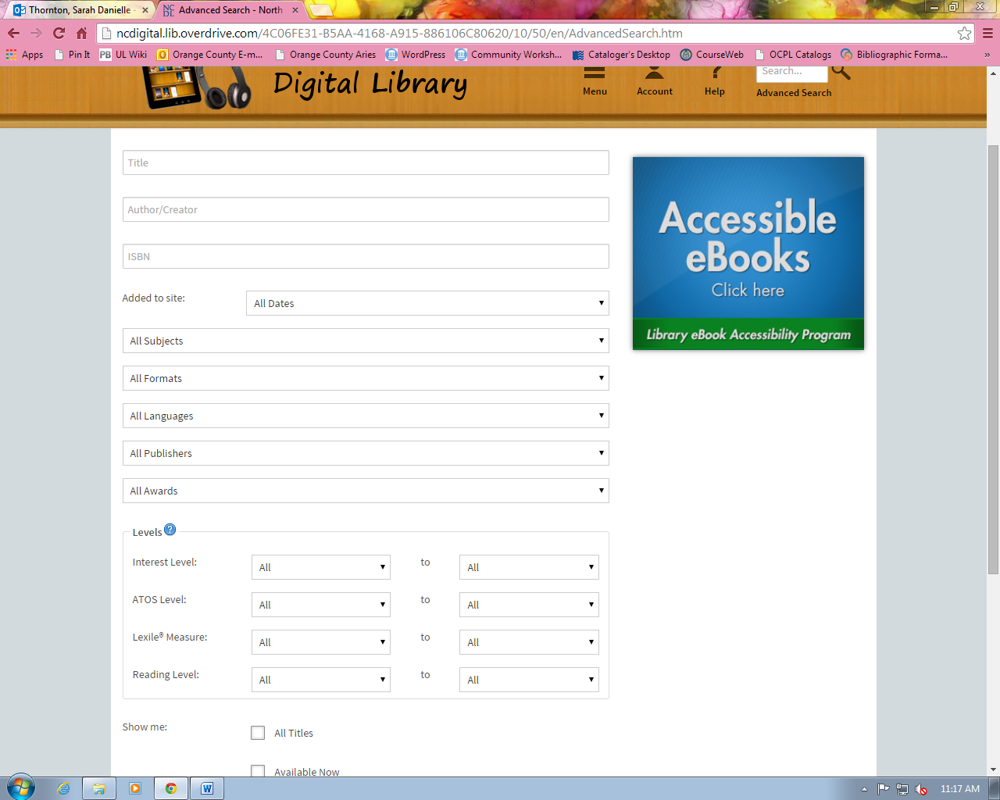 Thornton, Sarah Danielle -
Advanced Search - North
ncdigital.lib.overdrive.com/4C06FE31-B5AA-4168-A915-886106C80620/10/50/en/AdvancedSearch.htm
Apps Pin It UL Wiki Orange County E-m... Orange County Aries WordPress Community Worksh... Cataloger's Desktop CourseWeb OCPL Catalogs Bibliographic Forma... »
NC DL
PB
Digital Library
Menu
Account
?
Help
Search...
Advanced Search
Title
Author/Creator
ISBN
Added to site: All Dates
All Subjects
All Formats
All Languages
All Publishers
All Awards
Levels ?
Interest Level: All to All
ATOS Level: All to All
Lexile® Measure: All to All
Reading Level: All to All
Show me: All Titles
Available Now
Accessible
eBooks
Click here
Library eBook Accessibility Program
11:17 AM